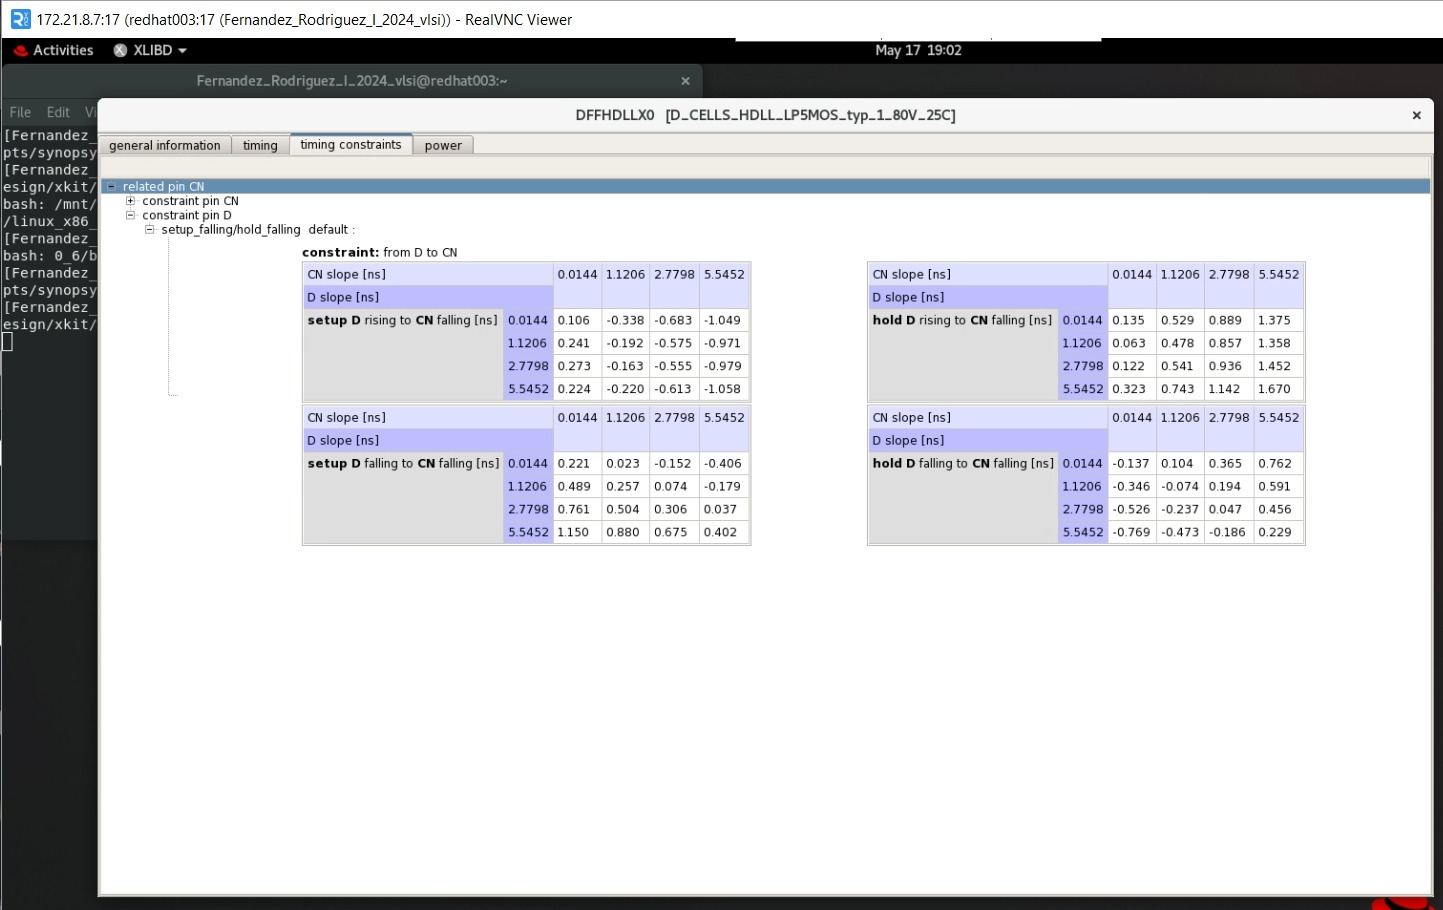 172.21.8.7:17 (redhat003:17 (Fernandez_Rodriguez_I_2024_vlsi)) - RealVNC Viewer
Activities XLIBD May 17 19:02
Fernandez_Rodriguez_I_2024_vlsi@redhat003:~ ×
File Edit Vi
DFFHDLLX0 [D_CELLS_HDLL_LP5MOS_typ_1_80V_25C] ×
[Fernandez_
pts/synopsy
[Fernandez_
esign/xkit/
bash: /mnt/
/linux_x86_
[Fernandez_
bash: 0_6/b
[Fernandez_
pts/synopsy
[Fernandez_
esign/xkit/
general information timing timing constraints power
related pin CN
constraint pin CN
constraint pin D
setup_falling/hold_falling default :
constraint: from D to CN
CN slope [ns] 0.0144 1.1206 2.7798 5.5452
D slope [ns]
setup D rising to CN falling [ns] 0.0144 0.106 -0.338 -0.683 -1.049
1.1206 0.241 -0.192 -0.575 -0.971
2.7798 0.273 -0.163 -0.555 -0.979
5.5452 0.224 -0.220 -0.613 -1.058
CN slope [ns] 0.0144 1.1206 2.7798 5.5452
D slope [ns]
hold D rising to CN falling [ns] 0.0144 0.135 0.529 0.889 1.375
1.1206 0.063 0.478 0.857 1.358
2.7798 0.122 0.541 0.936 1.452
5.5452 0.323 0.743 1.142 1.670
CN slope [ns] 0.0144 1.1206 2.7798 5.5452
D slope [ns]
setup D falling to CN falling [ns] 0.0144 0.221 0.023 -0.152 -0.406
1.1206 0.489 0.257 0.074 -0.179
2.7798 0.761 0.504 0.306 0.037
5.5452 1.150 0.880 0.675 0.402
CN slope [ns] 0.0144 1.1206 2.7798 5.5452
D slope [ns]
hold D falling to CN falling [ns] 0.0144 -0.137 0.104 0.365 0.762
1.1206 -0.346 -0.074 0.194 0.591
2.7798 -0.526 -0.237 0.047 0.456
5.5452 -0.769 -0.473 -0.186 0.229